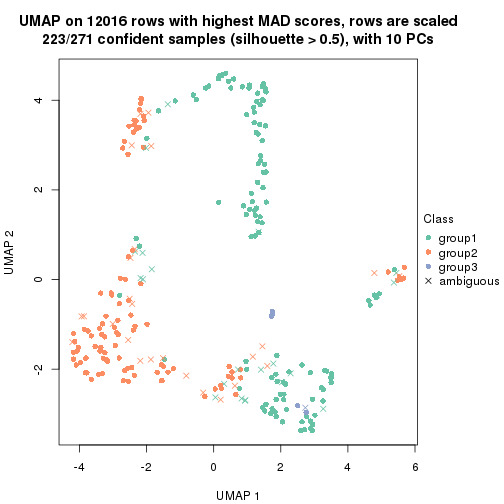 UMAP on 12016 rows with highest MAD scores, rows are scaled
223/271 confident samples (silhouette > 0.5), with 10 PCs
4
2
0
-2
UMAP 2
-4
-2
0
2
4
6
UMAP 1
Class
group1
group2
group3
ambiguous